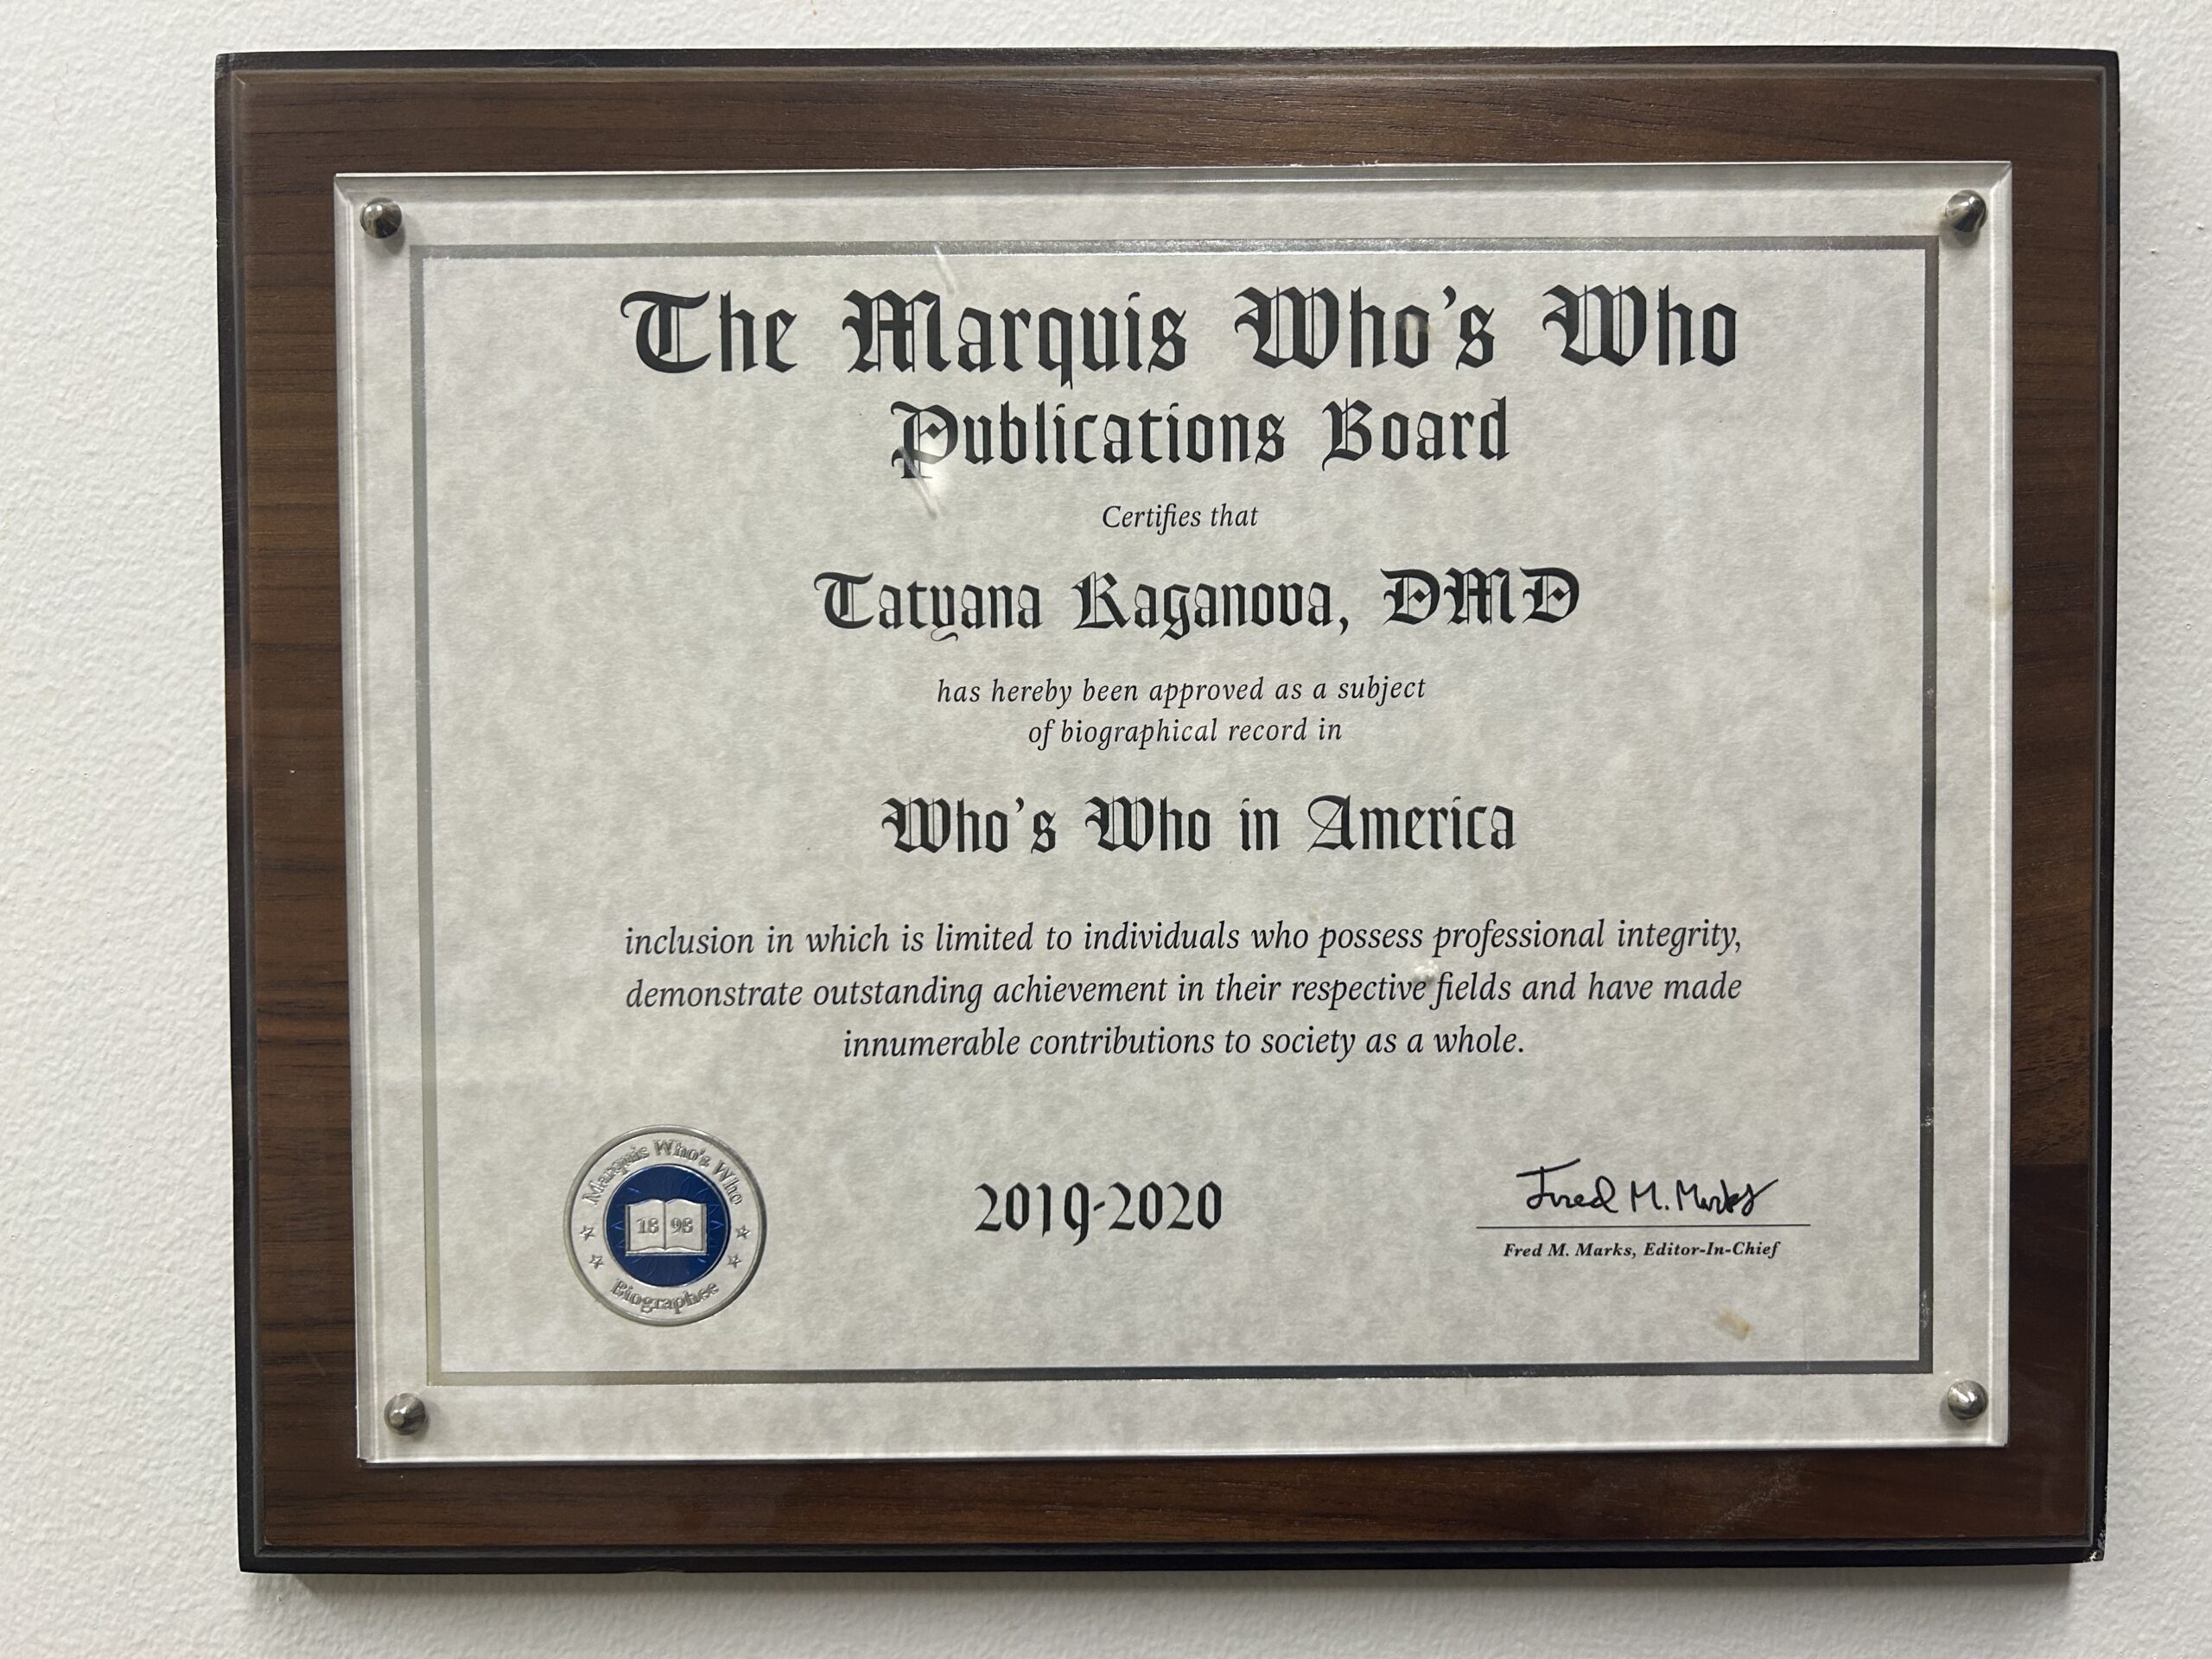 The Marquis Who's Who
Publications Board
Certifies that
Tatyana Kaganova, DMD
has hereby been approved as a subject
of biographical record in
Who's Who in America
inclusion in which is limited to individuals who possess professional integrity,
demonstrate outstanding achievement in their respective fields and have made
innumerable contributions to society as a whole.
Marquis Who's Who
18 98
Biographee
2019-2020
Fred M. Marks
Fred M. Marks, Editor-In-Chief